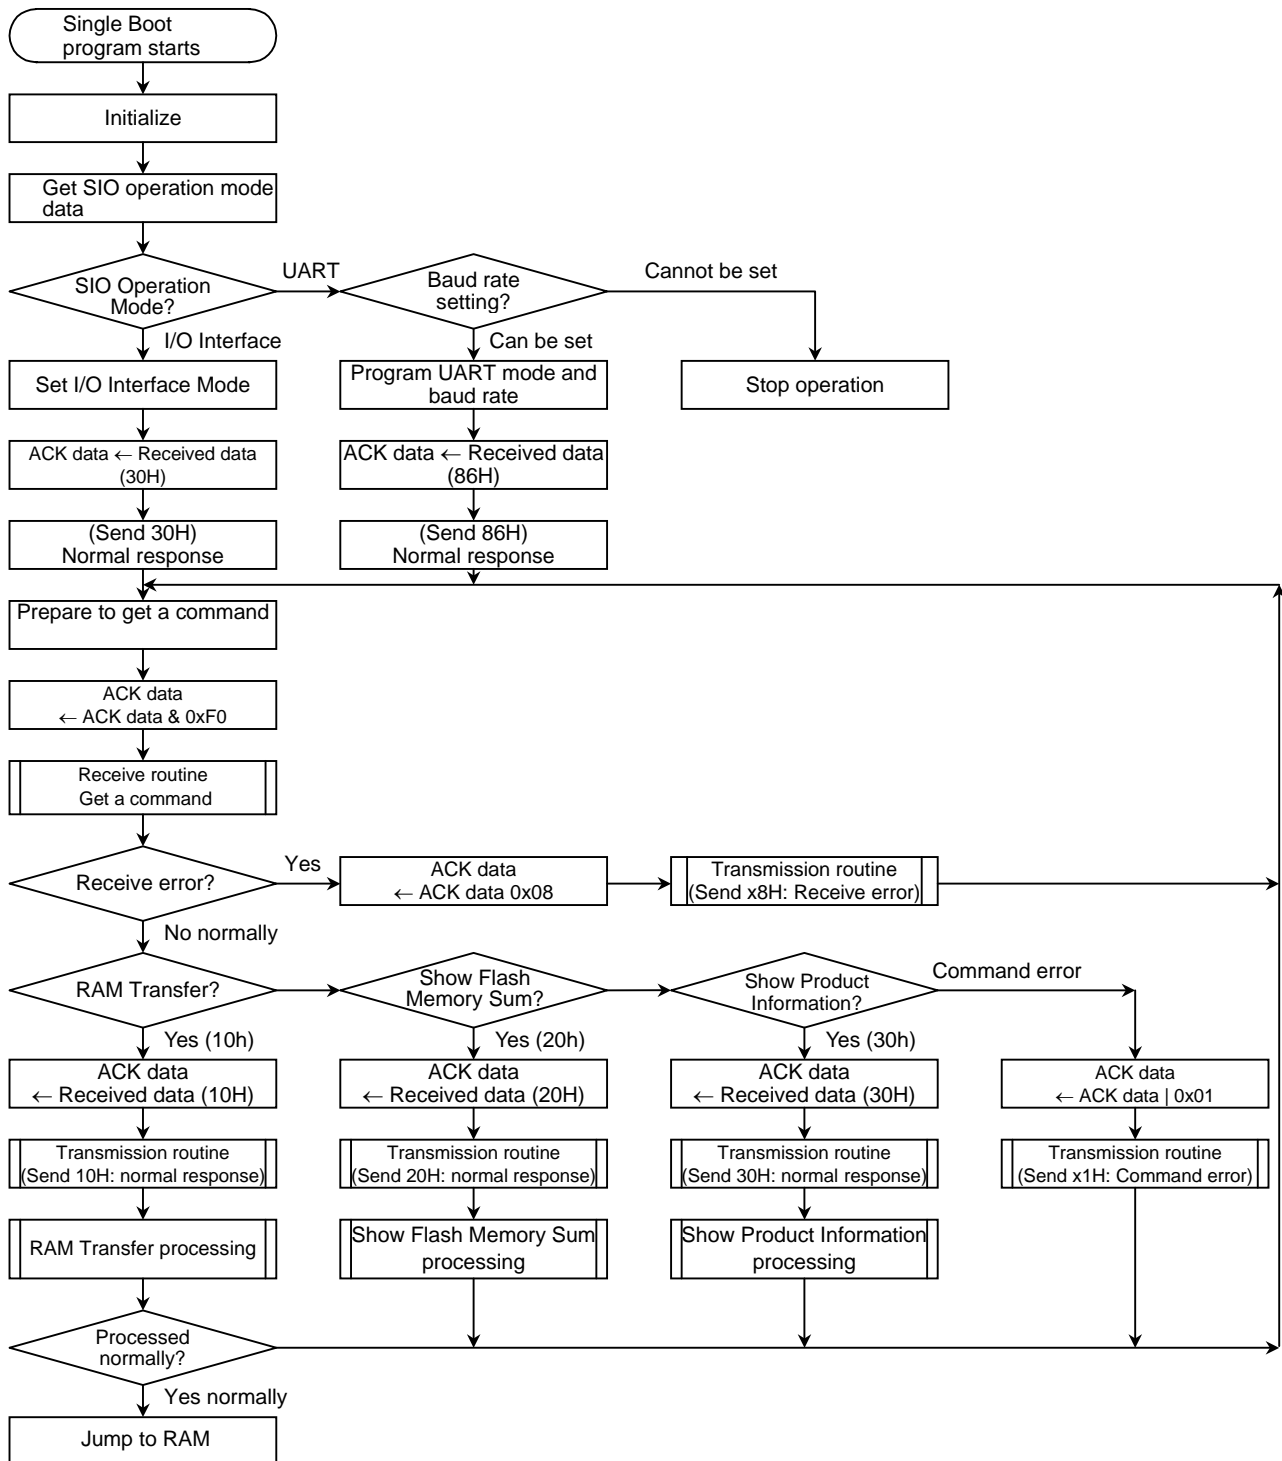 Single Boot
program starts
Initialize
Get SIO operation mode
data
SIO Operation
Mode?
UART
Baud rate
setting?
Cannot be set
I/O Interface
Can be set
Set I/O Interface Mode
Program UART mode and
baud rate
Stop operation
ACK data ← Received data
(30H)
ACK data ← Received data
(86H)
(Send 30H)
Normal response
(Send 86H)
Normal response
Prepare to get a command
ACK data
← ACK data & 0xF0
Receive routine
Get a command
Receive error?
Yes
ACK data
← ACK data 0x08
Transmission routine
(Send x8H: Receive error)
No normally
RAM Transfer?
Show Flash
Memory Sum?
Show Product
Information?
Command error
Yes (10h)
Yes (20h)
Yes (30h)
ACK data
← Received data (10H)
ACK data
← Received data (20H)
ACK data
← Received data (30H)
ACK data
← ACK data | 0x01
Transmission routine
(Send 10H: normal response)
Transmission routine
(Send 20H: normal response)
Transmission routine
(Send 30H: normal response)
Transmission routine
(Send x1H: Command error)
RAM Transfer processing
Show Flash Memory Sum
processing
Show Product Information
processing
Processed
normally?
Yes normally
Jump to RAM